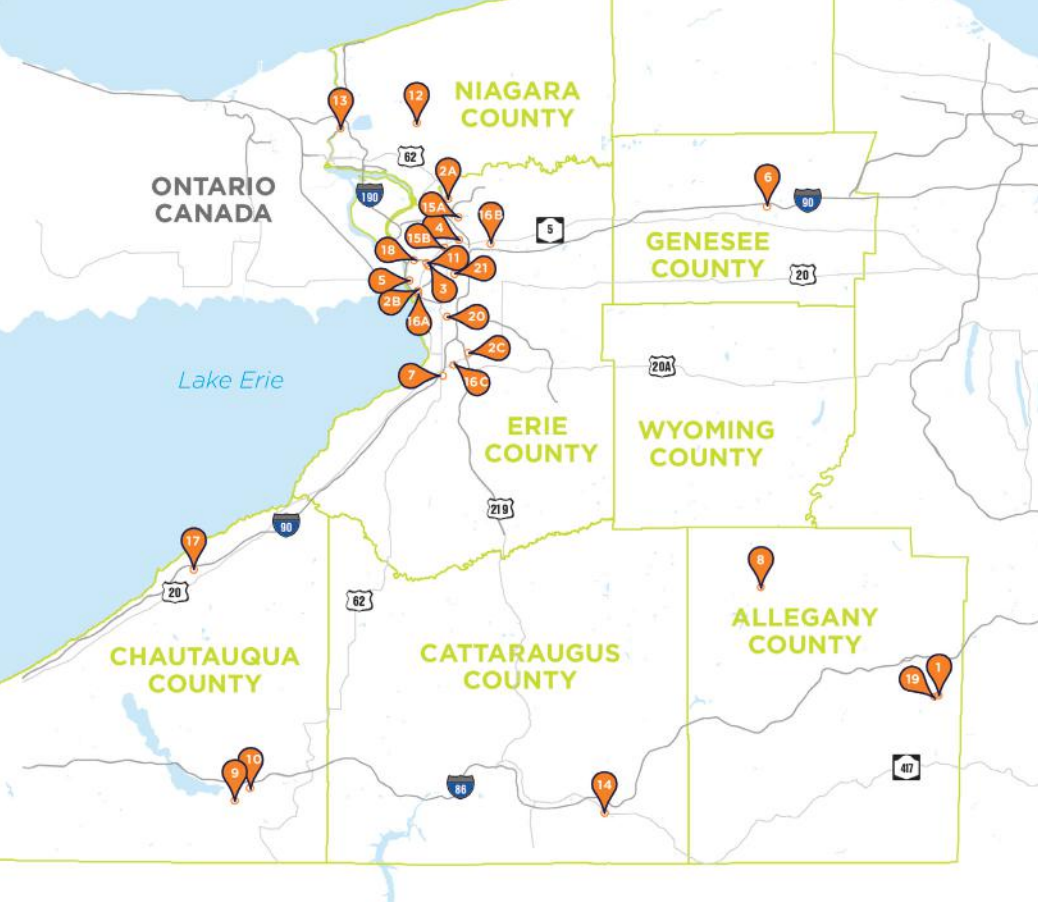 NIAGARA
COUNTY
12
13
62
2A
6
190
90
ONTARIO
CANADA
15A
16B
4
5
15B
GENESEE
COUNTY
18
11
21
20
5
3
2B
16A
20
2C
20A
Lake Erie
7
16C
ERIE
COUNTY
WYOMING
COUNTY
219
90
17
8
20
62
ALLEGANY
COUNTY
CHAUTAUQUA
COUNTY
CATTARAUGUS
COUNTY
1
19
10
9
417
86
14